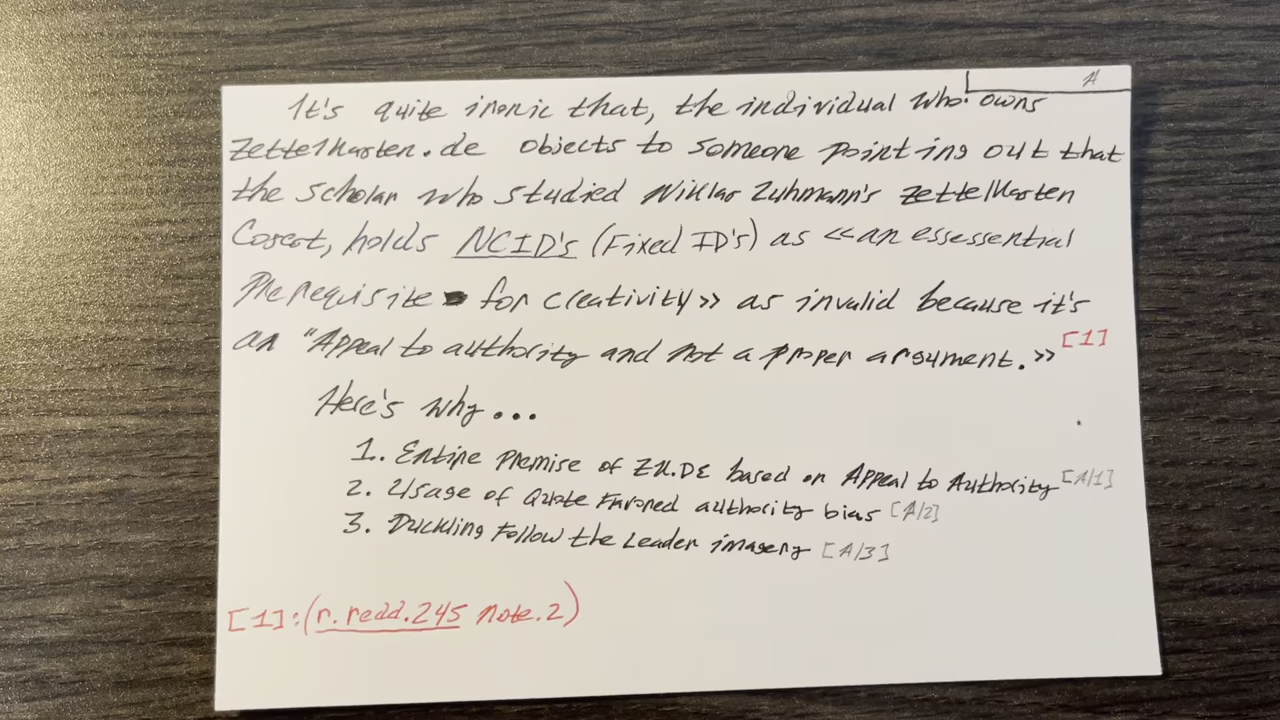 A
It's quite ironic that, the individual who owns
Zettelkasten.de objects to someone pointing out that
the scholar who studied Niklas Luhmann's Zettelkasten
Closest, holds NCID's (Fixed ID's) as <<an essessential
Prerequisite for creativity>> as invalid because it's
an "Appeal to authority and not a proper argument.>> [1]
Here's why...
1. Entire Premise of ZK.DE based on Appeal to Authority [A/1]
2. Usage of Quote Favored authority bias [A/2]
3. Duckling Follow the Leader imagery [A/3]
[1]:(r.redd.245 note.2)